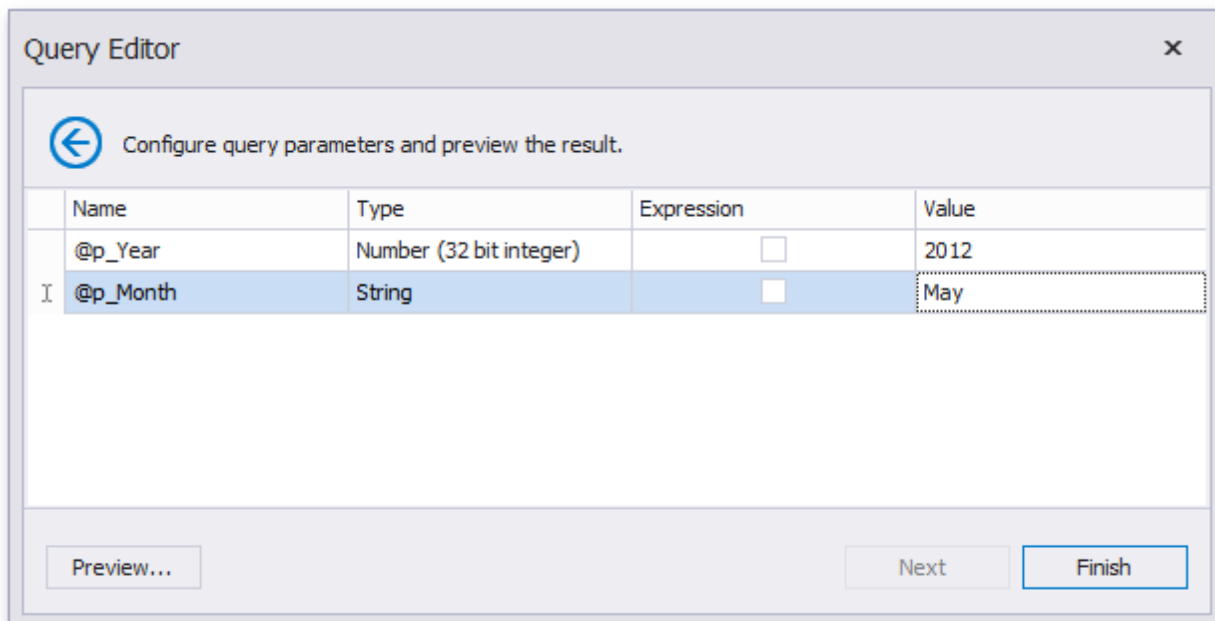 Query Editor
Configure query parameters and preview the result.
Name Type Expression Value
@p_Year Number (32 bit integer) 2012
@p_Month String May
Preview... Next Finish